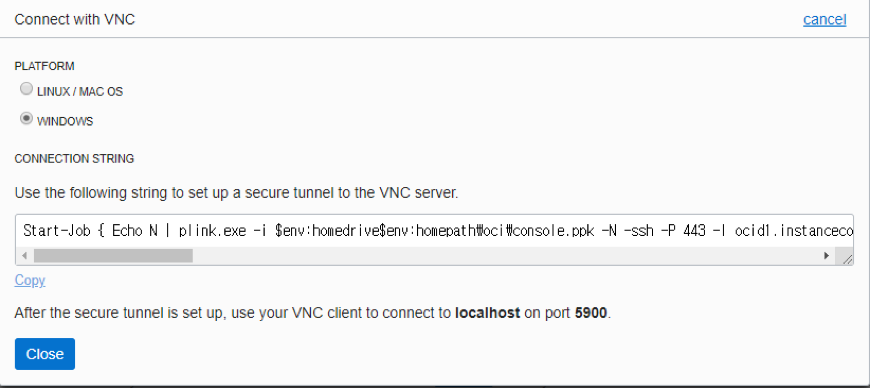 Connect with VNC
cancel
PLATFORM
LINUX / MAC OS
WINDOWS
CONNECTION STRING
Use the following string to set up a secure tunnel to the VNC server.
Start-Job { Echo N | plink.exe -i $env:homedrive$env:homepath₩oci₩console.ppk -N -ssh -P 443 -l ocid1.instanceco
Copy
After the secure tunnel is set up, use your VNC client to connect to localhost on port 5900.
Close